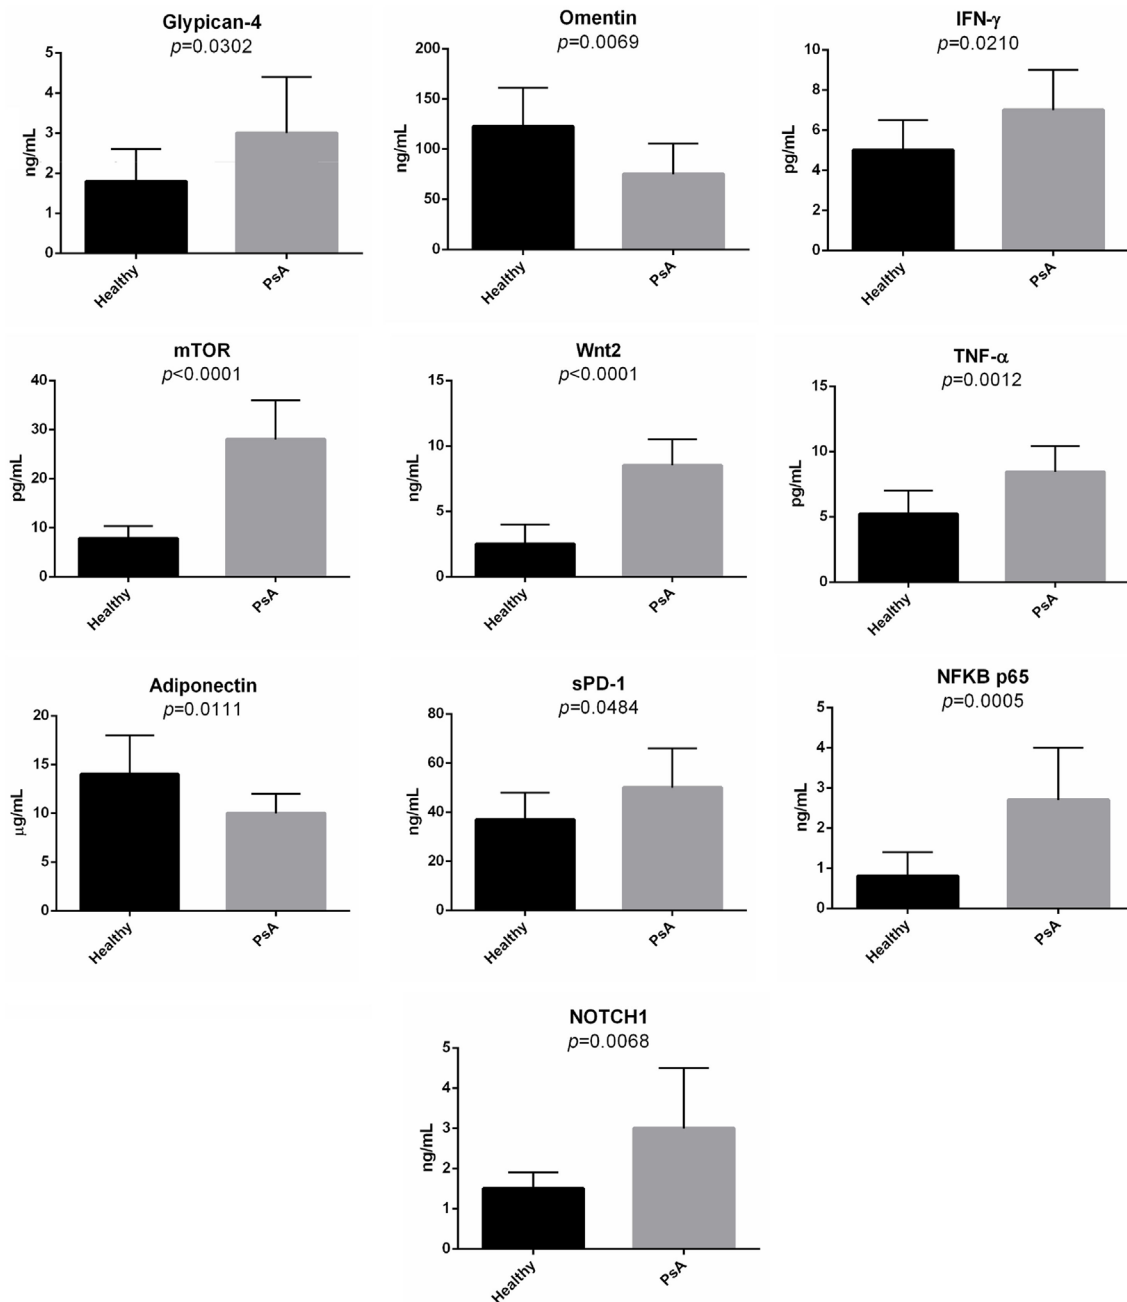 Glypican-4
p=0.0302
5
4
3
2
1
0
ng/mL
Healthy
PsA
Omentin
p=0.0069
200
150
100
50
0
ng/mL
Healthy
PsA
IFN-γ
p=0.0210
10
8
6
4
2
0
pg/mL
Healthy
PsA
mTOR
p<0.0001
40
30
20
10
0
pg/mL
Healthy
PsA
Wnt2
p<0.0001
15
10
5
0
ng/mL
Healthy
PsA
TNF-α
p=0.0012
15
10
5
0
pg/mL
Healthy
PsA
Adiponectin
p=0.0111
20
15
10
5
0
µg/mL
Healthy
PsA
sPD-1
p=0.0484
80
60
40
20
0
ng/mL
Healthy
PsA
NFKB p65
p=0.0005
5
4
3
2
1
0
ng/mL
Healthy
PsA
NOTCH1
p=0.0068
5
4
3
2
1
0
ng/mL
Healthy
PsA